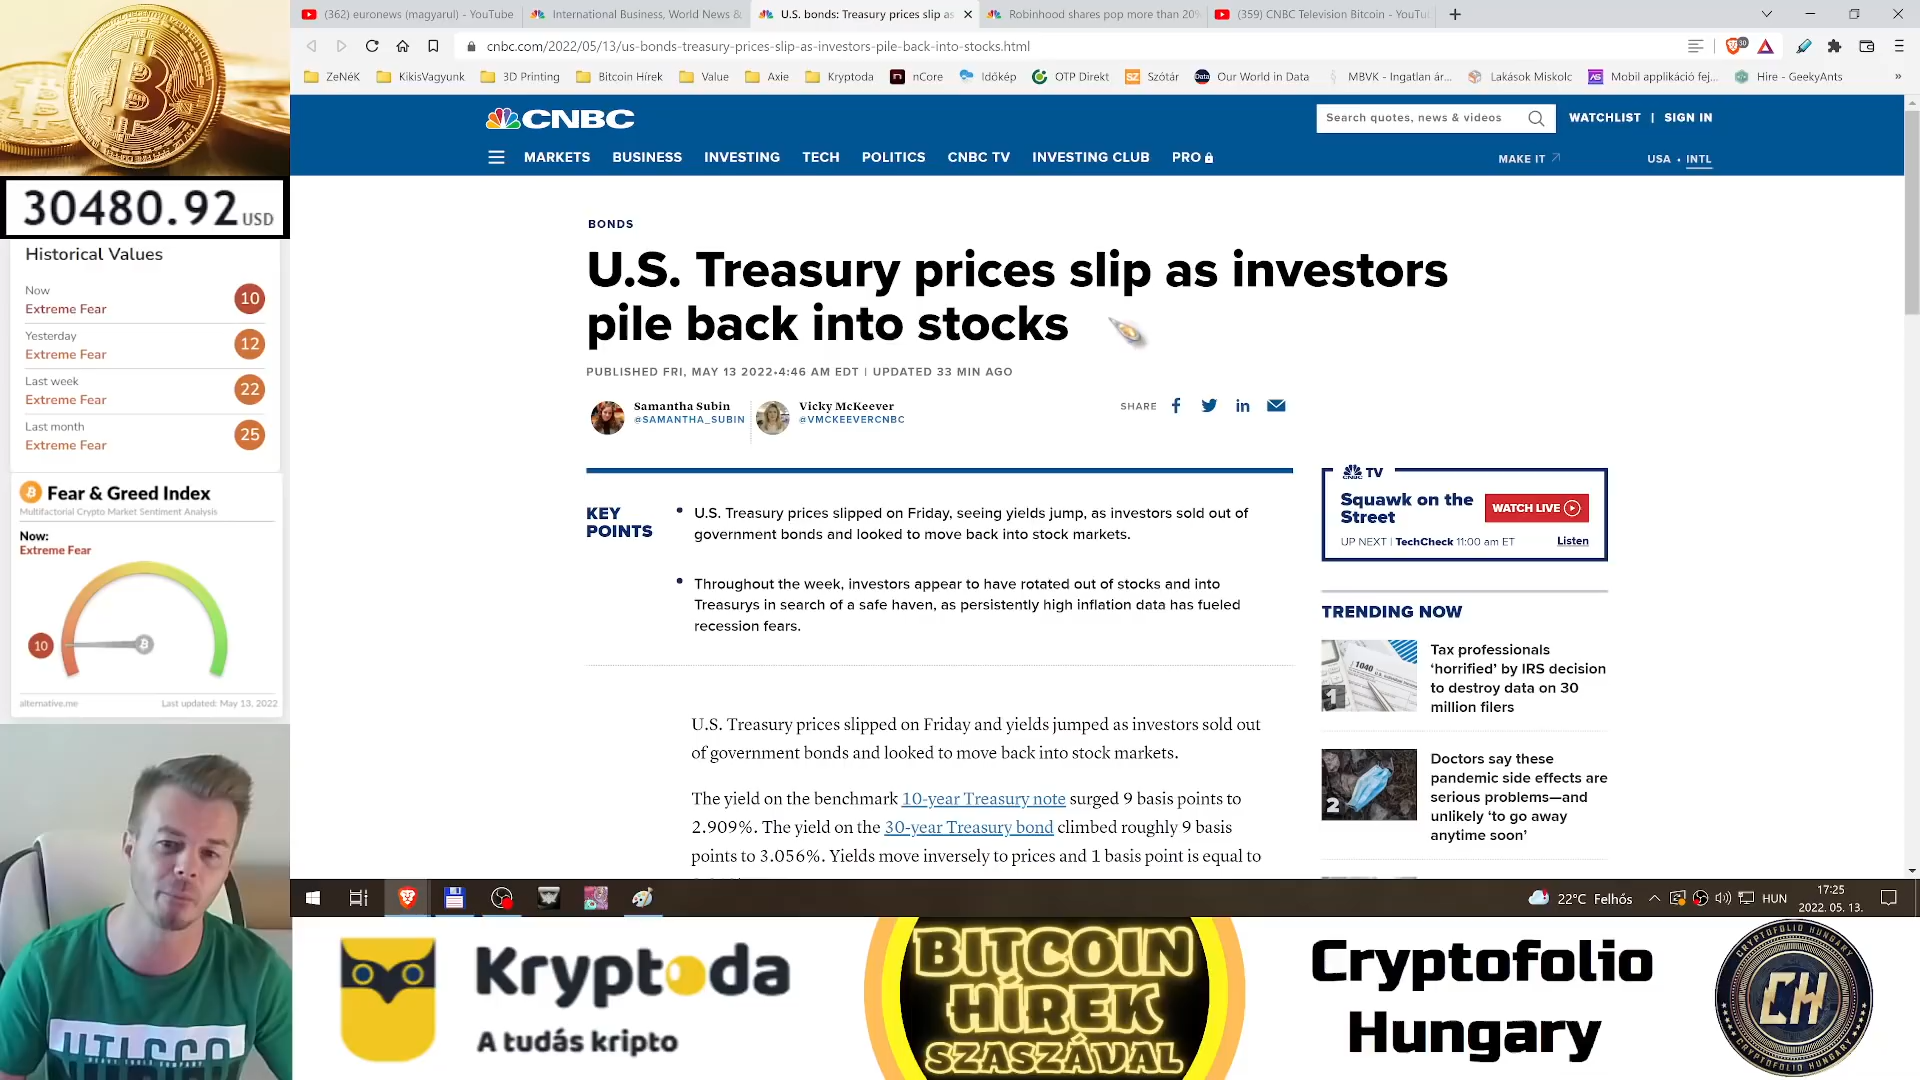 (362) euronews (magyarul) - YouTube
International Business, World News &
U.S. bonds: Treasury prices slip as
Robinhood shares pop more than 20%
(359) CNBC Television Bitcoin - YouTu
cnbc.com/2022/05/13/us-bonds-treasury-prices-slip-as-investors-pile-back-into-stocks.html
30
ZeNéK
KikisVagyunk
3D Printing
Bitcoin Hírek
Value
Axie
Kryptoda
nCore
Időkép
OTP Direkt
SZ Szótár
Our World in Data
MBVK - Ingatlan ár...
Lakások Miskolc
Mobil applikáció fej...
Hire - GeekyAnts
30480.92 USD
Historical Values
Now
Extreme Fear
10
Yesterday
Extreme Fear
12
Last week
Extreme Fear
22
Last month
Extreme Fear
25
Fear & Greed Index
Multifactorial Crypto Market Sentiment Analysis
Now:
Extreme Fear
10
alternative.me
Last updated: May 13, 2022
CNBC
Search quotes, news & videos
WATCHLIST | SIGN IN
MARKETS BUSINESS INVESTING TECH POLITICS CNBC TV INVESTING CLUB PRO
MAKE IT
USA • INTL
BONDS
U.S. Treasury prices slip as investors
pile back into stocks
PUBLISHED FRI, MAY 13 2022•4:46 AM EDT | UPDATED 33 MIN AGO
Samantha Subin
@SAMANTHA_SUBIN
Vicky McKeever
@VMCKEEVERCNBC
SHARE
KEY
POINTS
• U.S. Treasury prices slipped on Friday, seeing yields jump, as investors sold out of
government bonds and looked to move back into stock markets.
• Throughout the week, investors appear to have rotated out of stocks and into
Treasurys in search of a safe haven, as persistently high inflation data has fueled
recession fears.
U.S. Treasury prices slipped on Friday and yields jumped as investors sold out
of government bonds and looked to move back into stock markets.
The yield on the benchmark 10-year Treasury note surged 9 basis points to
2.909%. The yield on the 30-year Treasury bond climbed roughly 9 basis
points to 3.056%. Yields move inversely to prices and 1 basis point is equal to
TV
Squawk on the
Street
WATCH LIVE
UP NEXT | TechCheck 11:00 am ET
Listen
TRENDING NOW
1
Tax professionals
‘horrified’ by IRS decision
to destroy data on 30
million filers
2
Doctors say these
pandemic side effects are
serious problems—and
unlikely ‘to go away
anytime soon’
22°C Felhős
HUN
17:25
2022. 05. 13.
Kryptoda
A tudás kripto
BITCOIN
HÍREK
SZASZÁVAL
Cryptofolio
Hungary
CRYPTOFOLIO HUNGARY
CH
CRYPTOFOLIO HUNGARY